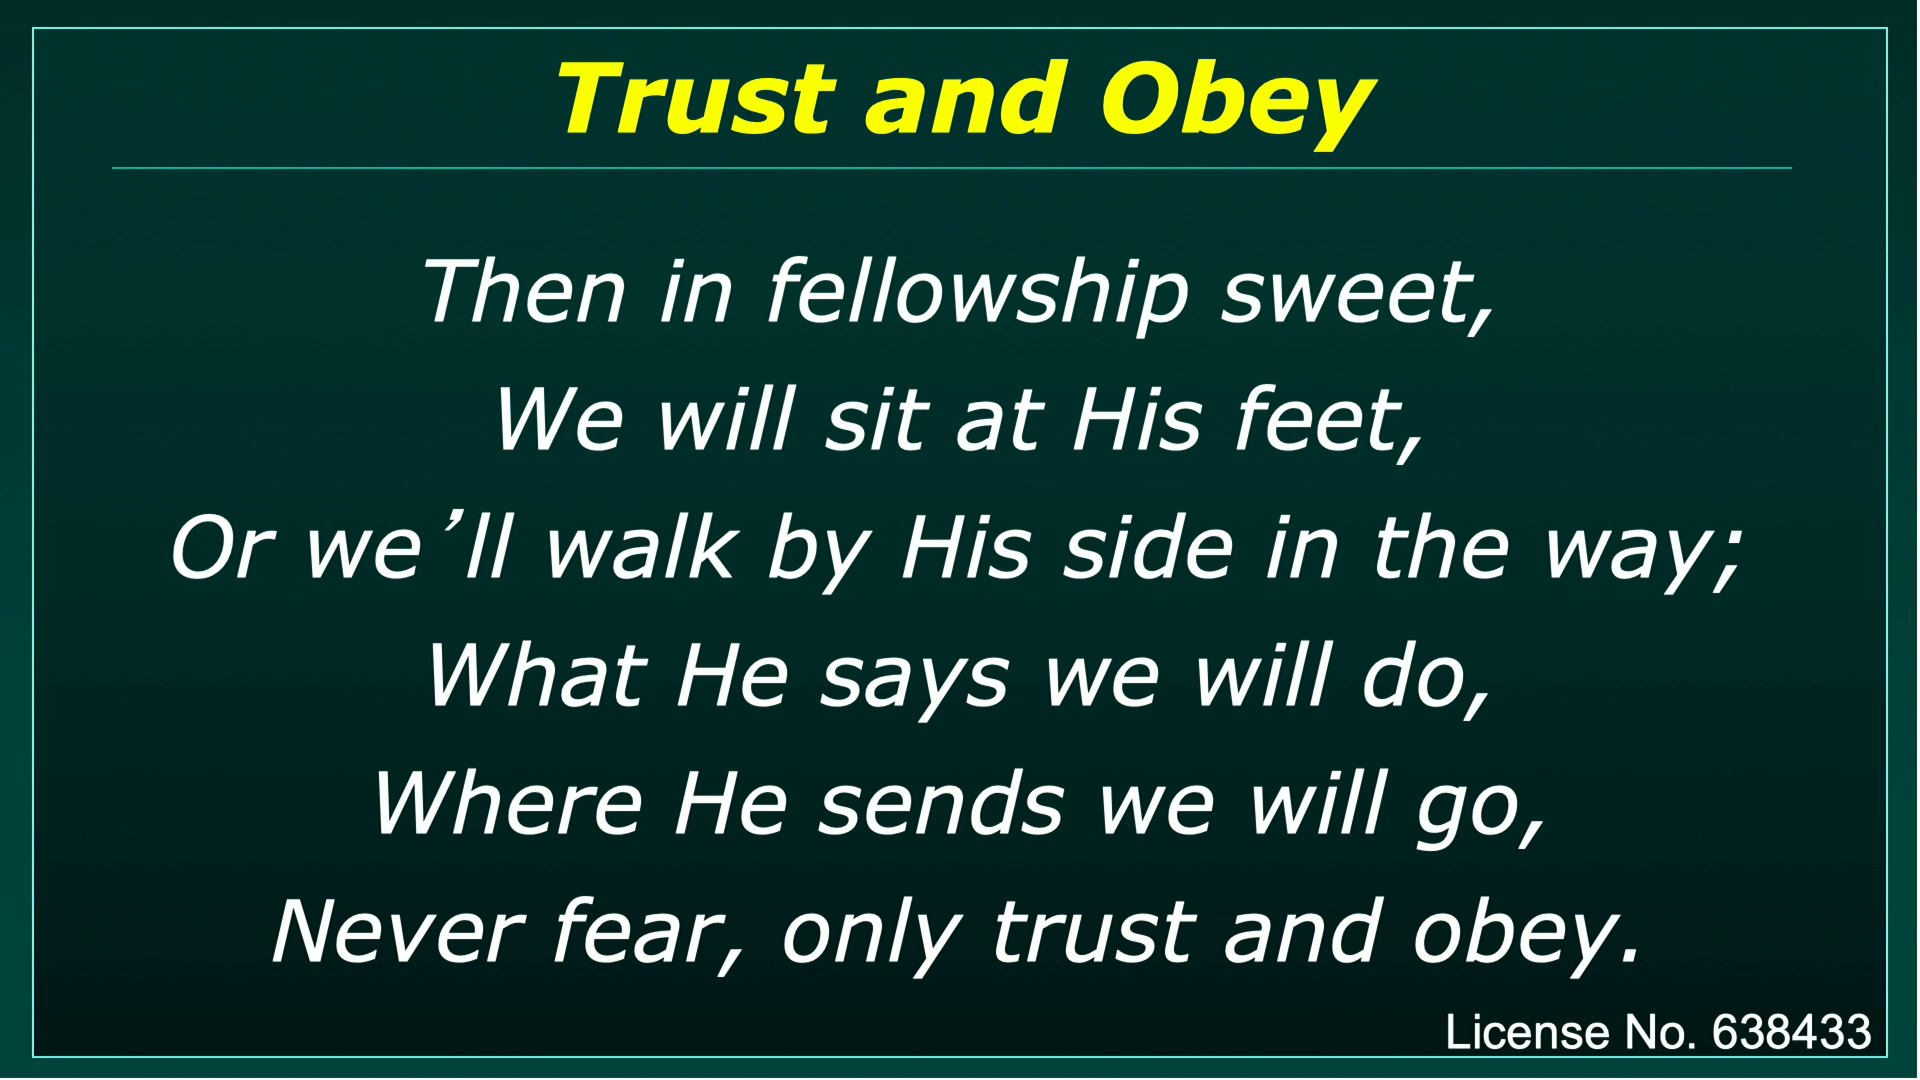 Trust and Obey
Then in fellowship sweet,
We will sit at His feet,
Or we’ll walk by His side in the way;
What He says we will do,
Where He sends we will go,
Never fear, only trust and obey.
License No. 638433